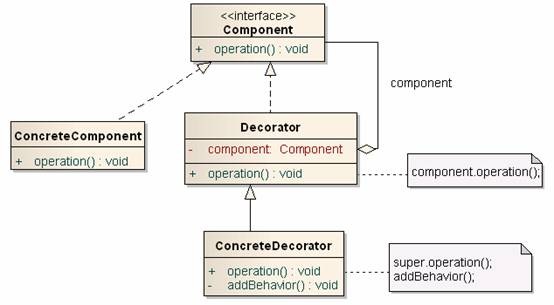 <<interface>>
Component
+ operation() : void
component
ConcreteComponent
+ operation() : void
Decorator
- component: Component
+ operation() : void
component.operation();
ConcreteDecorator
+ operation() : void
- addBehavior() : void
super.operation();
addBehavior();